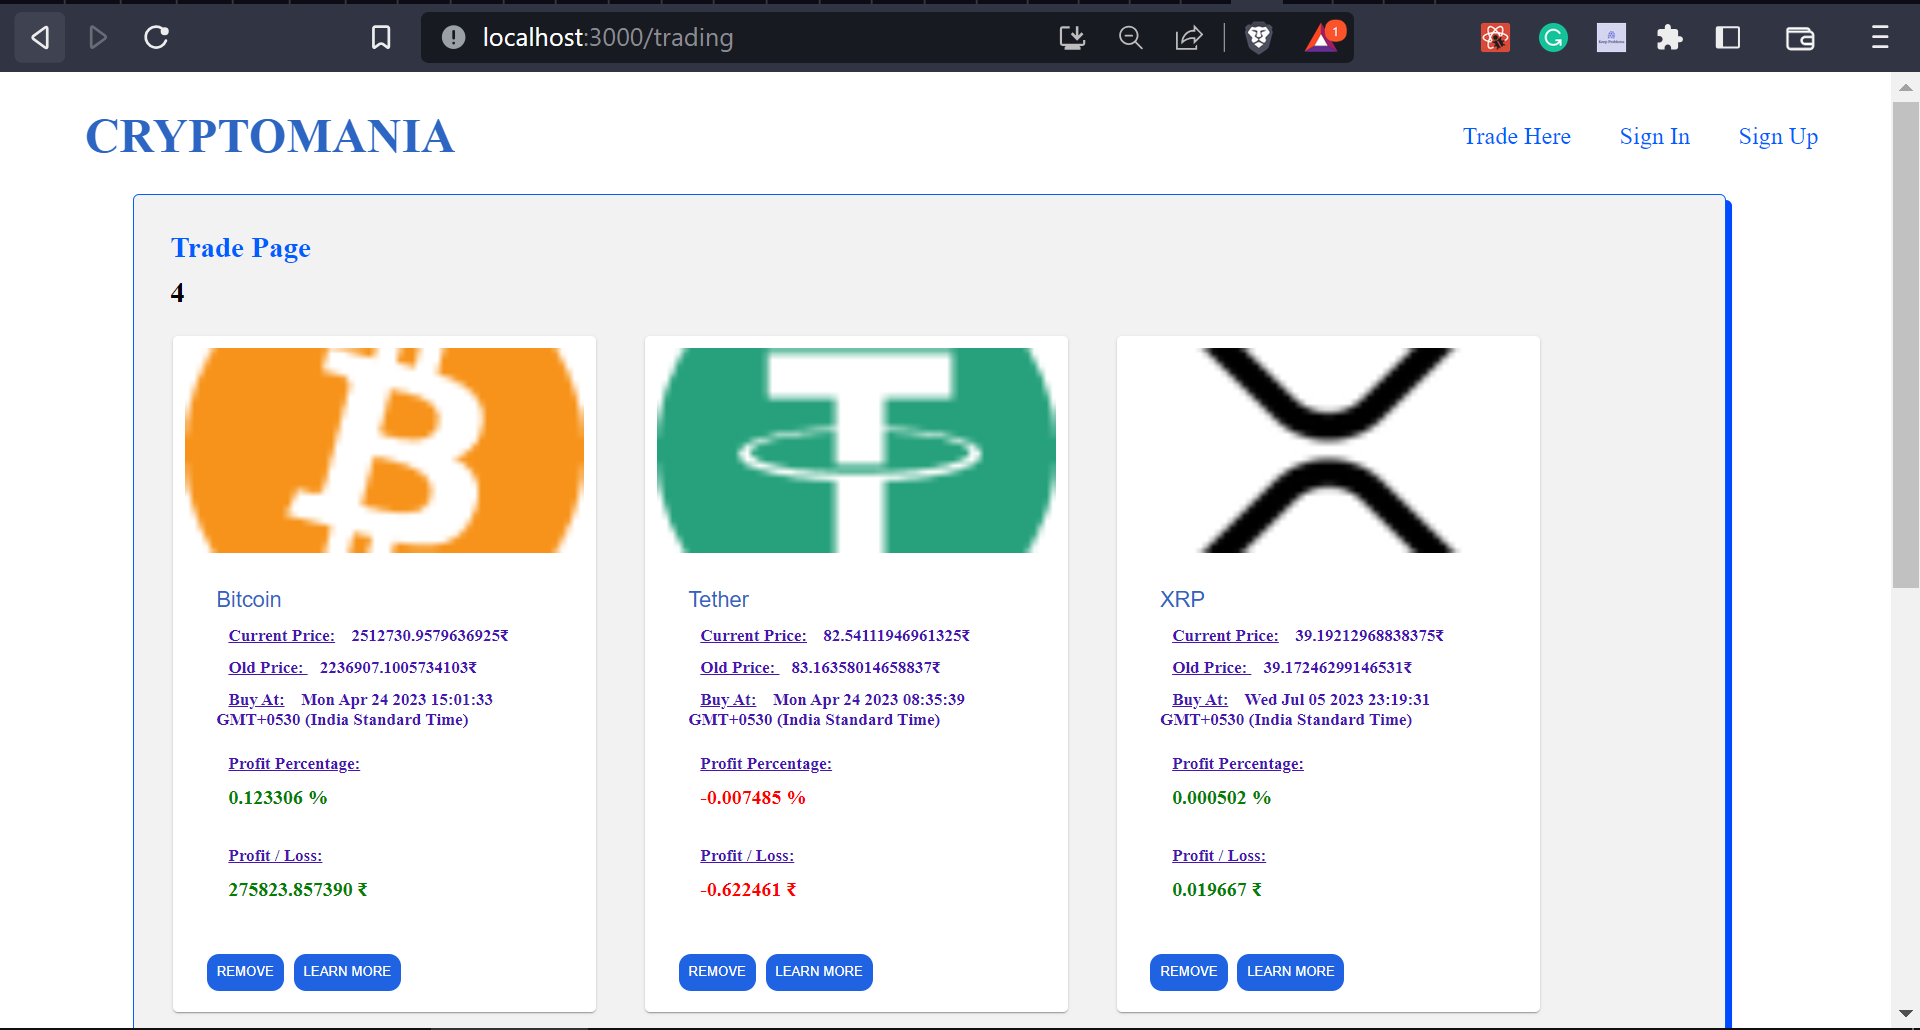 localhost:3000/trading
1
CRYPTOMANIA
Trade Here
Sign In
Sign Up
Trade Page
4
Bitcoin
Current Price: 2512730.9579636925₹
Old Price: 2236907.1005734103₹
Buy At: Mon Apr 24 2023 15:01:33
GMT+0530 (India Standard Time)
Profit Percentage:
0.123306 %
Profit / Loss:
275823.857390 ₹
REMOVE
LEARN MORE
Tether
Current Price: 82.54111946961325₹
Old Price: 83.16358014658837₹
Buy At: Mon Apr 24 2023 08:35:39
GMT+0530 (India Standard Time)
Profit Percentage:
-0.007485 %
Profit / Loss:
-0.622461 ₹
REMOVE
LEARN MORE
XRP
Current Price: 39.19212968838375₹
Old Price: 39.17246299146531₹
Buy At: Wed Jul 05 2023 23:19:31
GMT+0530 (India Standard Time)
Profit Percentage:
0.000502 %
Profit / Loss:
0.019667 ₹
REMOVE
LEARN MORE